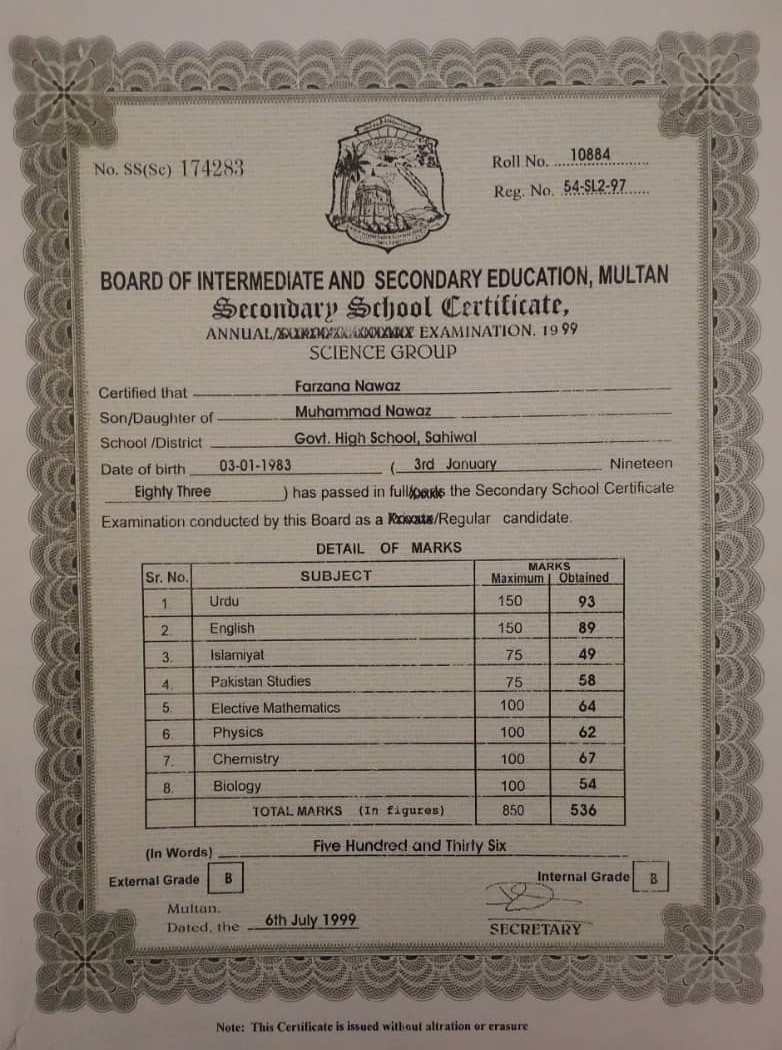 No. SS(Sc) 174283
Roll No. 10884
Reg. No. 54-SL2-97
BOARD OF INTERMEDIATE AND SECONDARY EDUCATION, MULTAN
Secondary School Certificate,
ANNUAL/ EXAMINATION. 1999
SCIENCE GROUP
Certified that Farzana Nawaz
Son/Daughter of Muhammad Nawaz
School /District Govt. High School, Sahiwal
Date of birth 03-01-1983 ( 3rd January Nineteen
Eighty Three ) has passed in full/ the Secondary School Certificate
Examination conducted by this Board as a Private/Regular candidate.
DETAIL OF MARKS
Sr. No. SUBJECT MARKS
Maximum Obtained
1. Urdu 150 93
2. English 150 89
3. Islamiyat 75 49
4. Pakistan Studies 75 58
5. Elective Mathematics 100 64
6. Physics 100 62
7. Chemistry 100 67
8. Biology 100 54
TOTAL MARKS (In figures) 850 536
(In Words) Five Hundred and Thirty Six
External Grade B
Internal Grade B
Multan.
Dated, the 6th July 1999
SECRETARY
Note: This Certificate is issued without altration or erasure